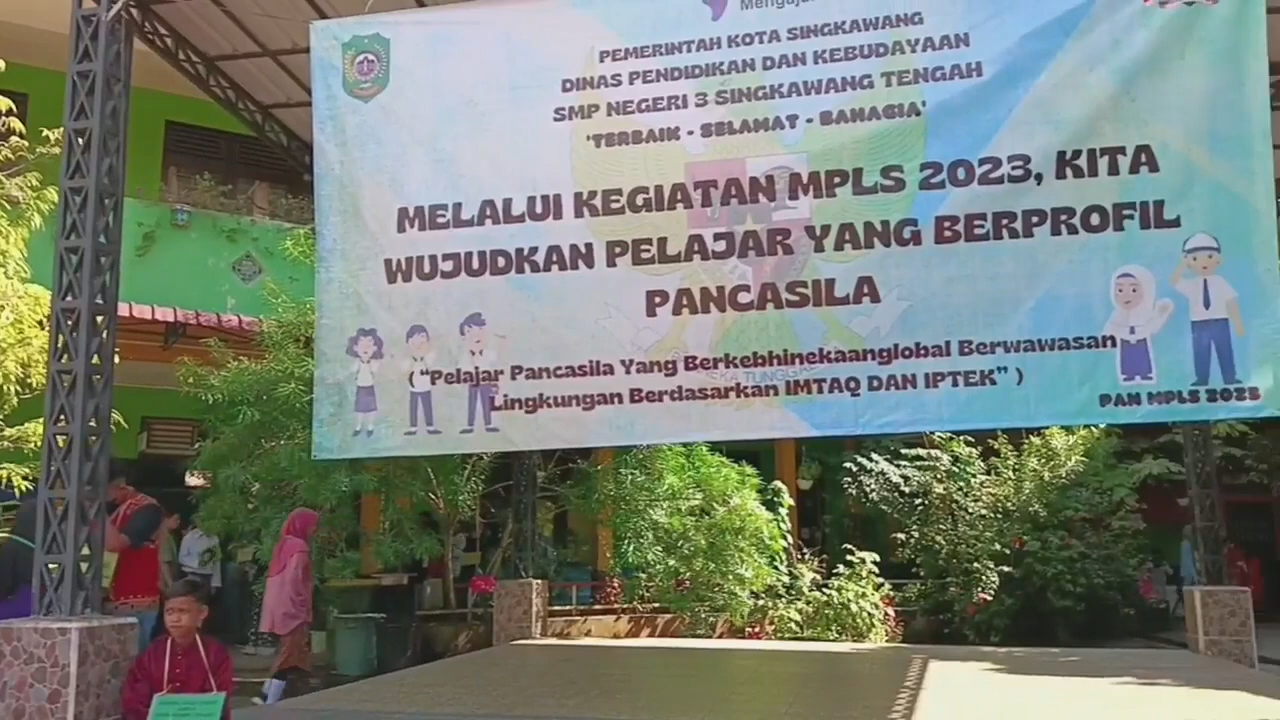 Mengajar
PEMERINTAH KOTA SINGKAWANG
DINAS PENDIDIKAN DAN KEBUDAYAAN
SMP NEGERI 3 SINGKAWANG TENGAH
'TERBAIK - SELAMAT - BAHAGIA'
MELALUI KEGIATAN MPLS 2023, KITA
WUJUDKAN PELAJAR YANG BERPROFIL
PANCASILA
“Pelajar Pancasila Yang Berkebhinekaanglobal Berwawasan
Lingkungan Berdasarkan IMTAQ DAN IPTEK” )
PAN MPLS 2023